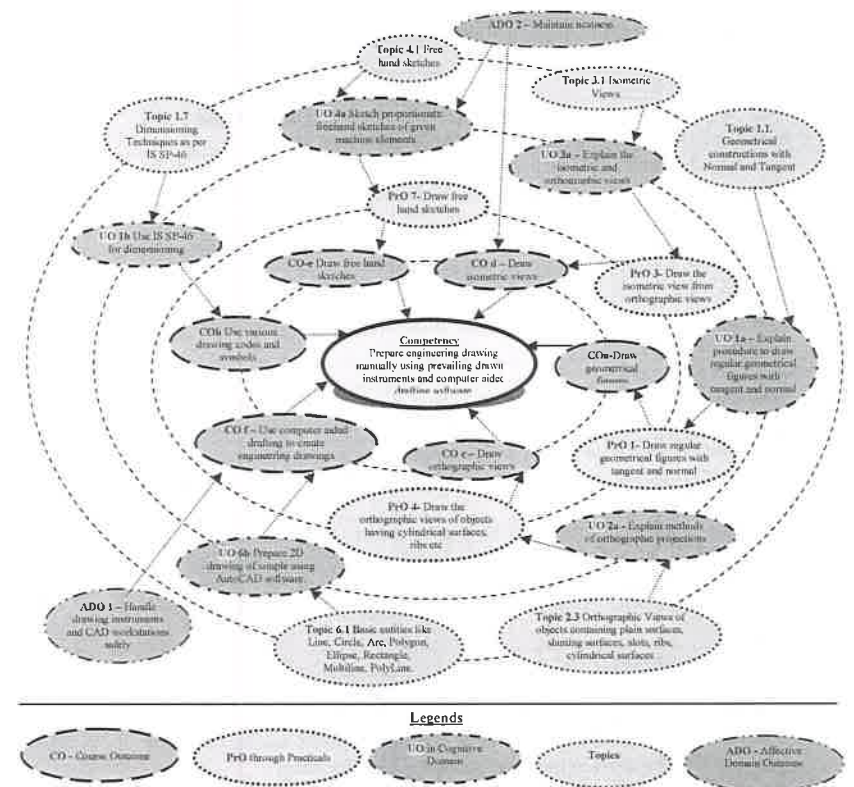 ADO 2 – Maintain neatness
Topic 4.1 Free
hand sketches
Topic 3.1 Isometric
Views
Topic 1.7
Dimensioning
Techniques as per
IS SP-46
UO 4a Sketch proportionate
freehand sketches of given
machine elements
Topic 1.1.
Geometrical
constructions with
Normal and Tangent
UO 3a – Explain the
isometric and
orthographic views
PrO 7- Draw free
hand sketches
UO 1b Use IS SP-46
for dimensioning
CO-e Draw free hand
sketches
CO d – Draw
isometric views
PrO 3- Draw the
isometric view from
orthographic views
COb Use various
drawing codes and
symbols
Competency
Prepare engineering drawing
manually using prevailing drawn
instruments and computer aided
drafting software
COa-Draw
geometrical
figures
UO 1a – Explain
procedure to draw
regular geometrical
figures with
tangent and normal
CO f – Use computer aided
drafting to create
engineering drawings
CO c – Draw
orthographic views
PrO 1- Draw regular
geometrical figures with
tangent and normal
PrO 4- Draw the
orthographic views of objects
having cylindrical surfaces,
ribs etc
UO 2a – Explain methods
of orthographic projections
UO 6b Prepare 2D
drawing of simple using
AutoCAD software
ADO 1 – Handle
drawing instruments
and CAD workstations
safely
Topic 6.1 Basic entities like
Line, Circle, Arc, Polygon,
Ellipse, Rectangle,
Multiline, PolyLine.
Topic 2.3 Orthographic Views of
objects containing plain surfaces,
slanting surfaces, slots, ribs,
cylindrical surfaces
Legends
CO - Course Outcome
PrO through Practicals
UO in Cognitive
Domain
Topics
ADO - Affective
Domain Outcome